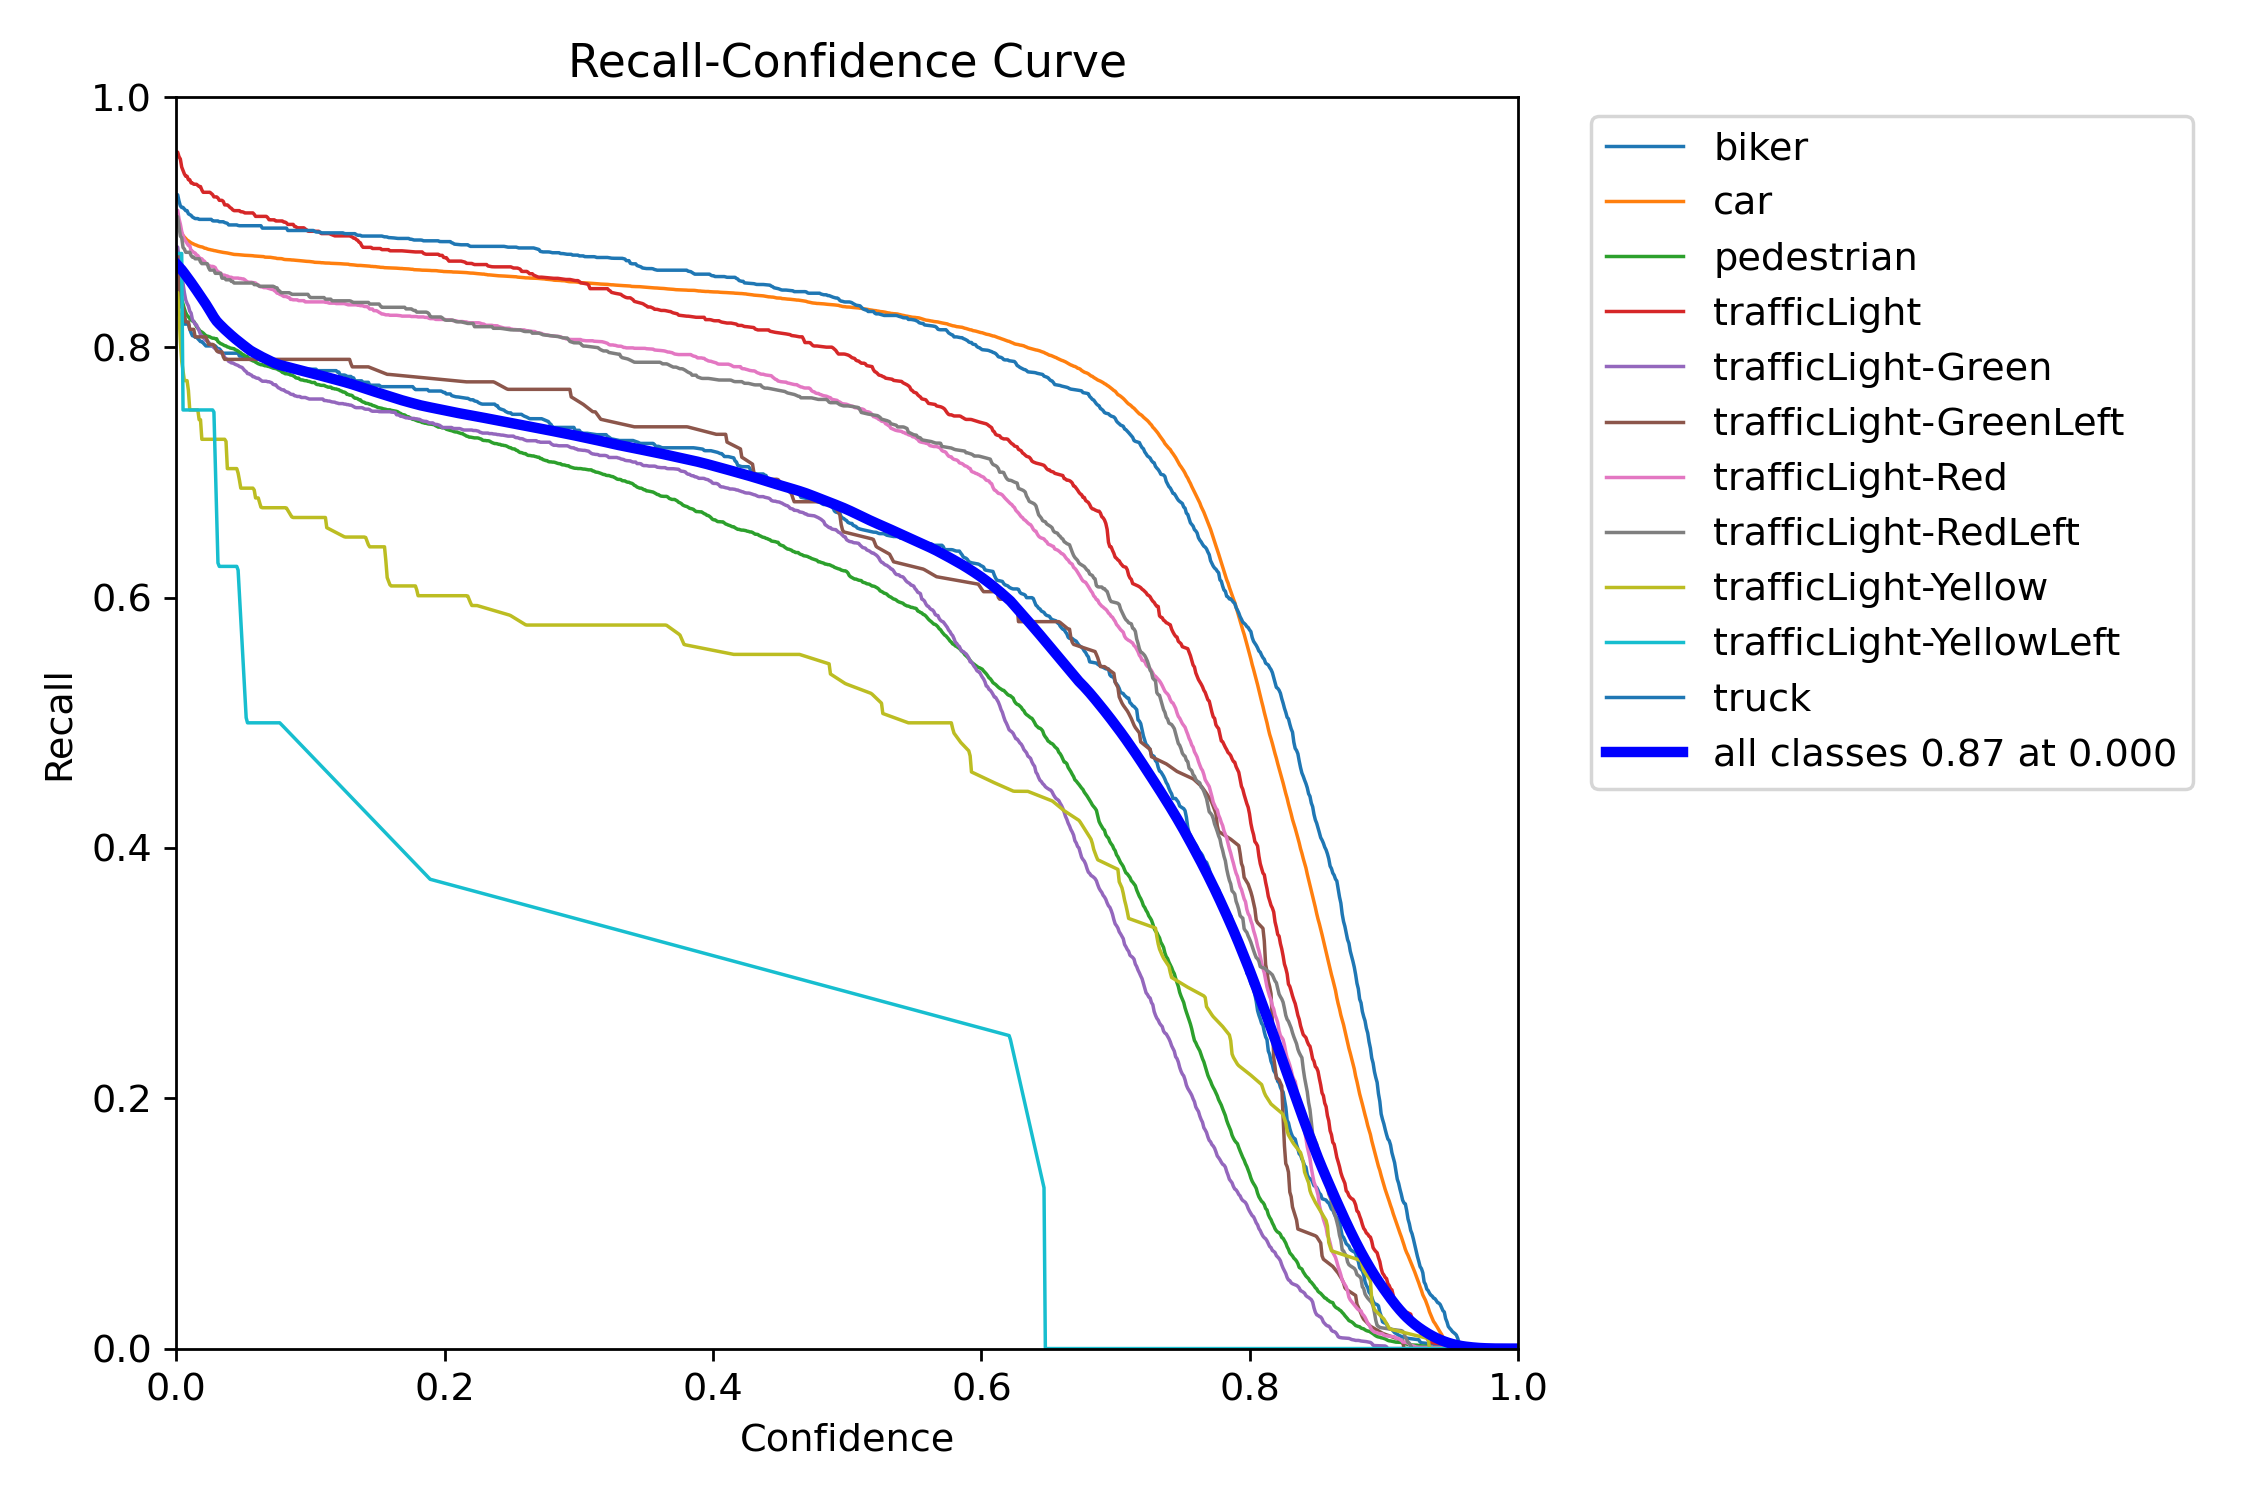 Recall-Confidence Curve
1.0
0.8
0.6
0.4
0.2
0.0
Recall
0.0 0.2 0.4 0.6 0.8 1.0
Confidence
biker
car
pedestrian
trafficLight
trafficLight-Green
trafficLight-GreenLeft
trafficLight-Red
trafficLight-RedLeft
trafficLight-Yellow
trafficLight-YellowLeft
truck
all classes 0.87 at 0.000